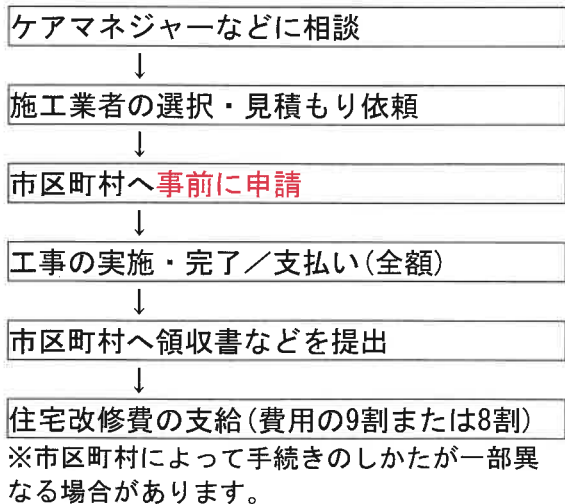 ケアマネジャーなどに相談
↓
施工業者の選択・見積もり依頼
↓
市区町村へ事前に申請
↓
工事の実施・完了／支払い(全額)
↓
市区町村へ領収書などを提出
↓
住宅改修費の支給(費用の9割または8割)
※市区町村によって手続きのしかたが一部異
なる場合があります。